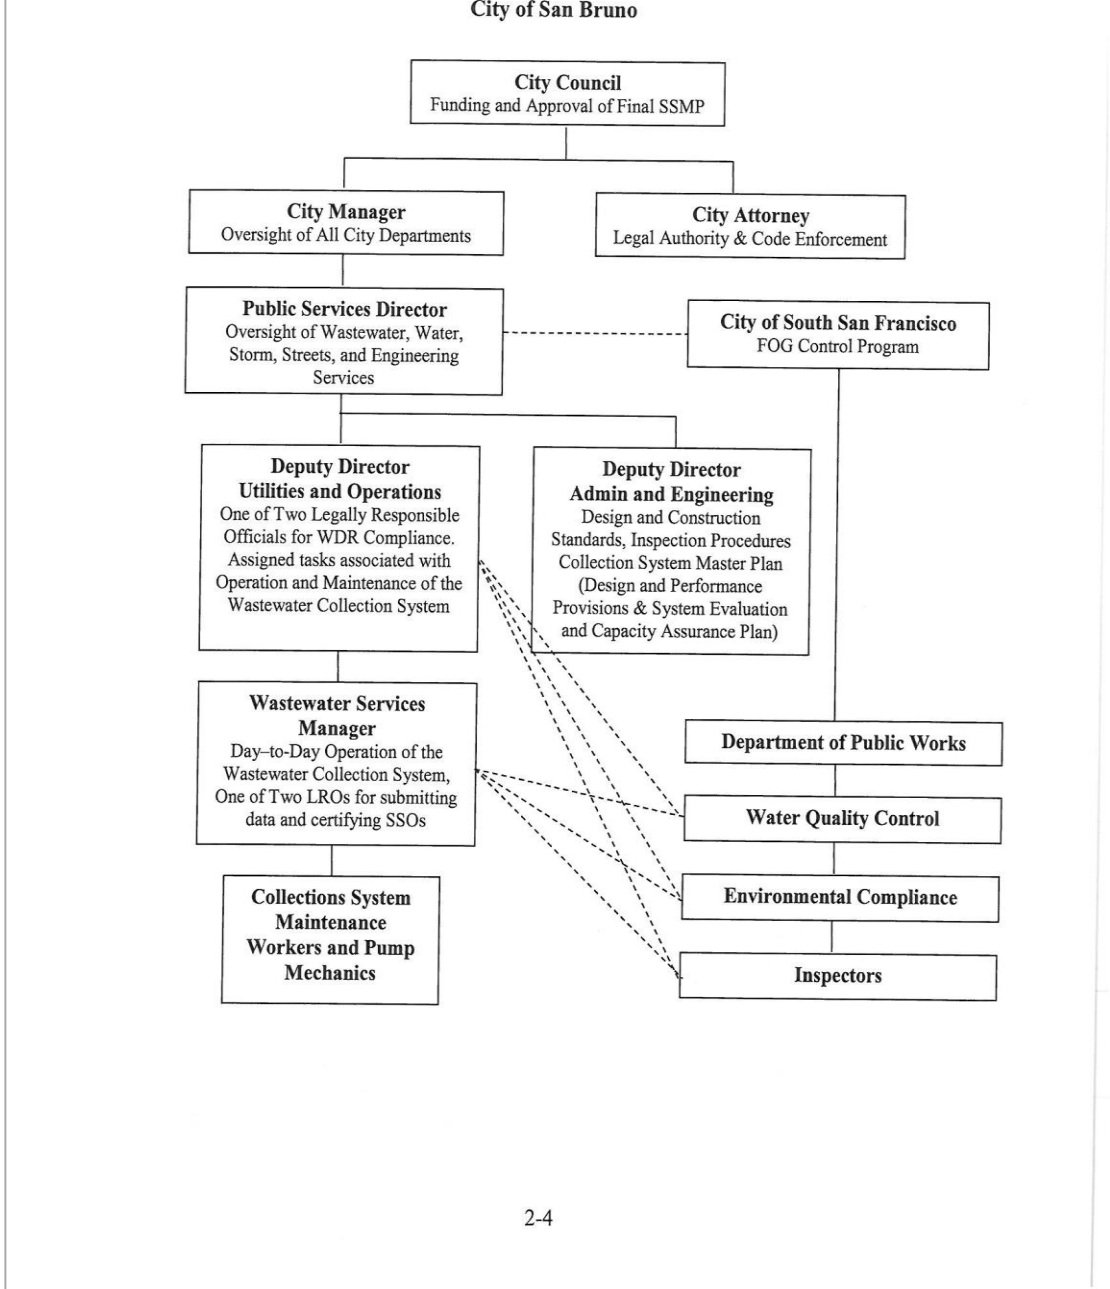 City of San Bruno
City Council
Funding and Approval of Final SSMP
City Manager
Oversight of All City Departments
City Attorney
Legal Authority & Code Enforcement
Public Services Director
Oversight of Wastewater, Water,
Storm, Streets, and Engineering
Services
City of South San Francisco
FOG Control Program
Deputy Director
Utilities and Operations
One of Two Legally Responsible
Officials for WDR Compliance.
Assigned tasks associated with
Operation and Maintenance of the
Wastewater Collection System
Deputy Director
Admin and Engineering
Design and Construction
Standards, Inspection Procedures
Collection System Master Plan
(Design and Performance
Provisions & System Evaluation
and Capacity Assurance Plan)
Wastewater Services
Manager
Day–to-Day Operation of the
Wastewater Collection System,
One of Two LROs for submitting
data and certifying SSOs
Department of Public Works
Water Quality Control
Collections System
Maintenance
Workers and Pump
Mechanics
Environmental Compliance
Inspectors
2-4